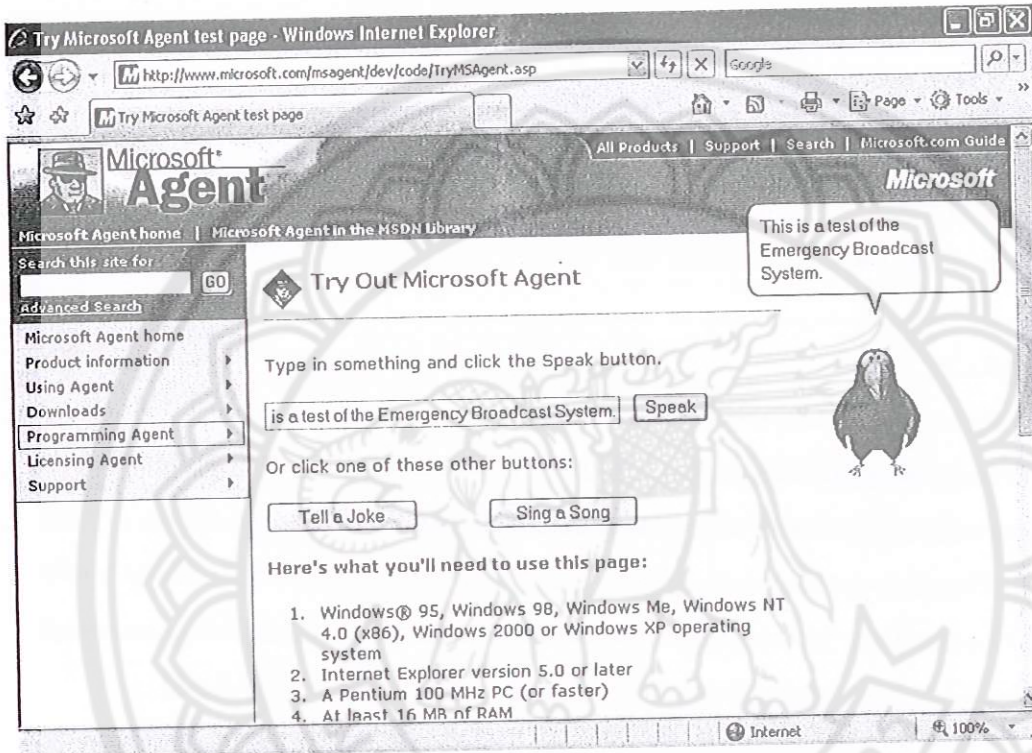 Try Microsoft Agent test page - Windows Internet Explorer
http://www.microsoft.com/msagent/dev/code/TryMSAgent.asp
Google
Try Microsoft Agent test page
Page
Tools
All Products | Support | Search | Microsoft.com Guide
Microsoft
Agent
Microsoft
Microsoft Agent home | Microsoft Agent in the MSDN Library
This is a test of the
Emergency Broadcast
System.
Search this site for
GO
Advanced Search
Microsoft Agent home
Product information
Using Agent
Downloads
Programming Agent
Licensing Agent
Support
Try Out Microsoft Agent
Type in something and click the Speak button.
is a test of the Emergency Broadcast System.
Speak
Or click one of these other buttons:
Tell a Joke
Sing a Song
Here's what you'll need to use this page:
1. Windows® 95, Windows 98, Windows Me, Windows NT
4.0 (x86), Windows 2000 or Windows XP operating
system
2. Internet Explorer version 5.0 or later
3. A Pentium 100 MHz PC (or faster)
4. At least 16 MB of RAM
Internet
100%